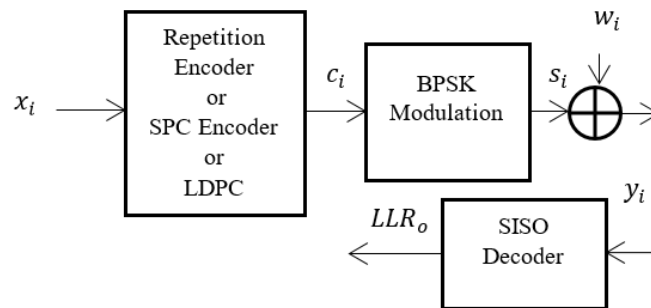 Repetition
Encoder
or
SPC Encoder
or
LDPC
x_i
c_i
BPSK
Modulation
s_i
w_i
y_i
LLR_o
SISO
Decoder